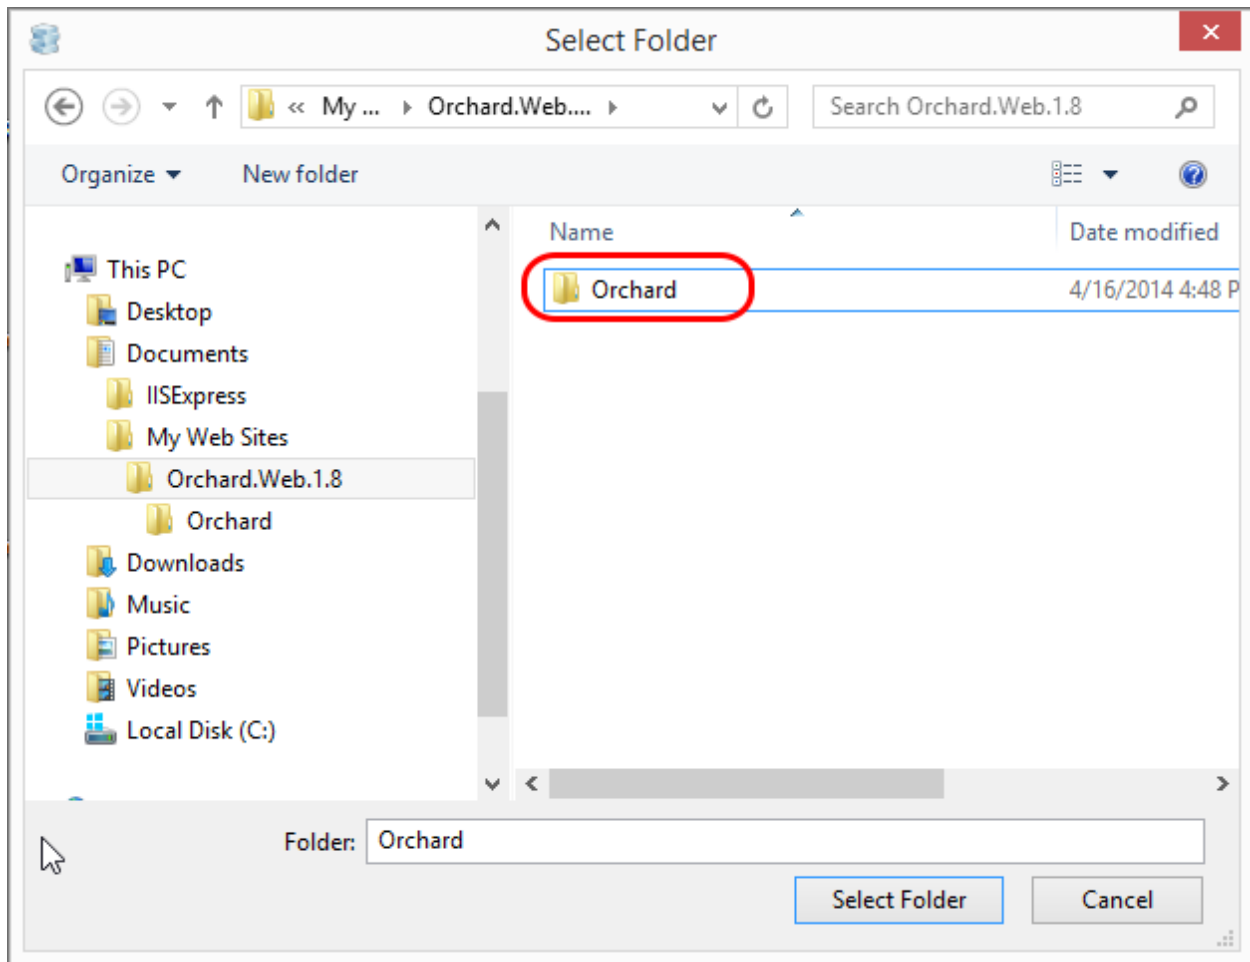 Select Folder
« My ... Orchard.Web.... Search Orchard.Web.1.8
Organize New folder
Name Date modified
This PC
Orchard 4/16/2014 4:48 P
Desktop
Documents
IISExpress
My Web Sites
Orchard.Web.1.8
Orchard
Downloads
Music
Pictures
Videos
Local Disk (C:)
Folder: Orchard
Select Folder Cancel